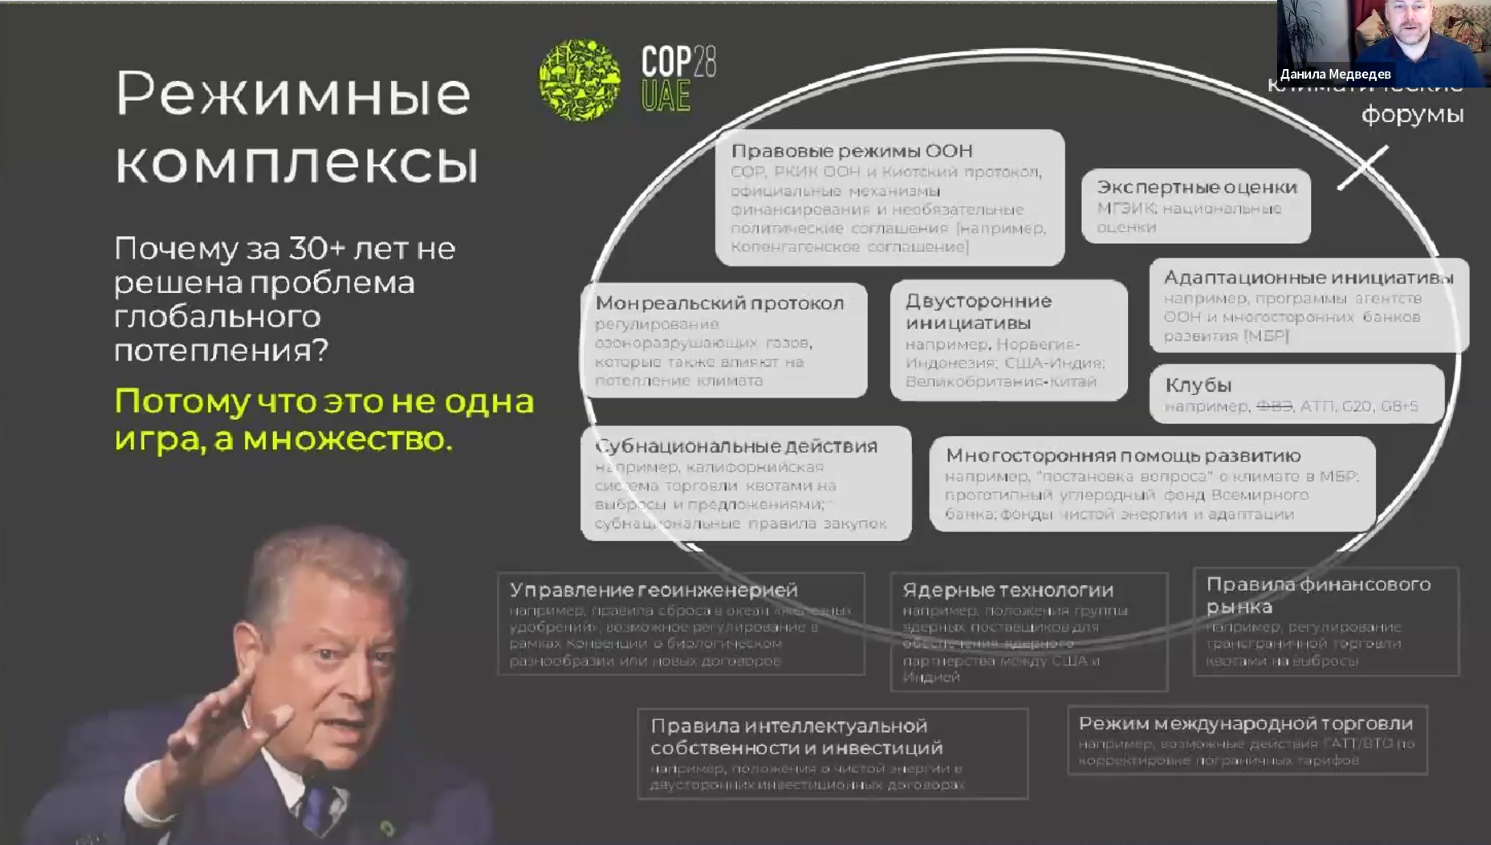 Режимные
комплексы
Почему за 30+ лет не
решена проблема
глобального
потепления?
Потому что это не одна
игра, а множество.
COP28
UAE
Данила Медведев
климатические
форумы
Правовые режимы ООН
COP, РКИК ООН и Киотский протокол,
официальные механизмы
финансирования и необязательные
политические соглашения [например,
Копенгагенское соглашение]
Экспертные оценки
МГЭИК; национальные
оценки
Монреальский протокол
регулирование
озоноразрушающих газов,
которые также влияют на
потепление климата
Двусторонние
инициативы
например, Норвегия-
Индонезия; США-Индия;
Великобритания-Китай
Адаптационные инициативы
например, программы агентств
ООН и многосторонних банков
развития [МБР]
Клубы
например, ФВЭ, АТП, G20, G8+5
Субнациональные действия
например, калифорнийская
система торговли квотами на
выбросы и предложениями;
субнациональные правила закупок
Многосторонняя помощь развитию
например, "постановка вопроса" о климате в МБР;
прототипный углеродный фонд Всемирного
банка; фонды чистой энергии и адаптации
Управление геоинженерией
например, правила сброса в океан «железных
удобрений»; возможное регулирование в
рамках Конвенции о биологическом
разнообразии или новых договоров
Ядерные технологии
например, положения группы
ядерных поставщиков для
обеспечения ядерного
партнерства между США и
Индией
Правила финансового
рынка
например, регулирование
трансграничной торговли
квотами на выбросы
Правила интеллектуальной
собственности и инвестиций
например, положения о чистой энергии в
двусторонних инвестиционных договорах
Режим международной торговли
например, возможные действия ГАТТ/ВТО по
корректировке пограничных тарифов